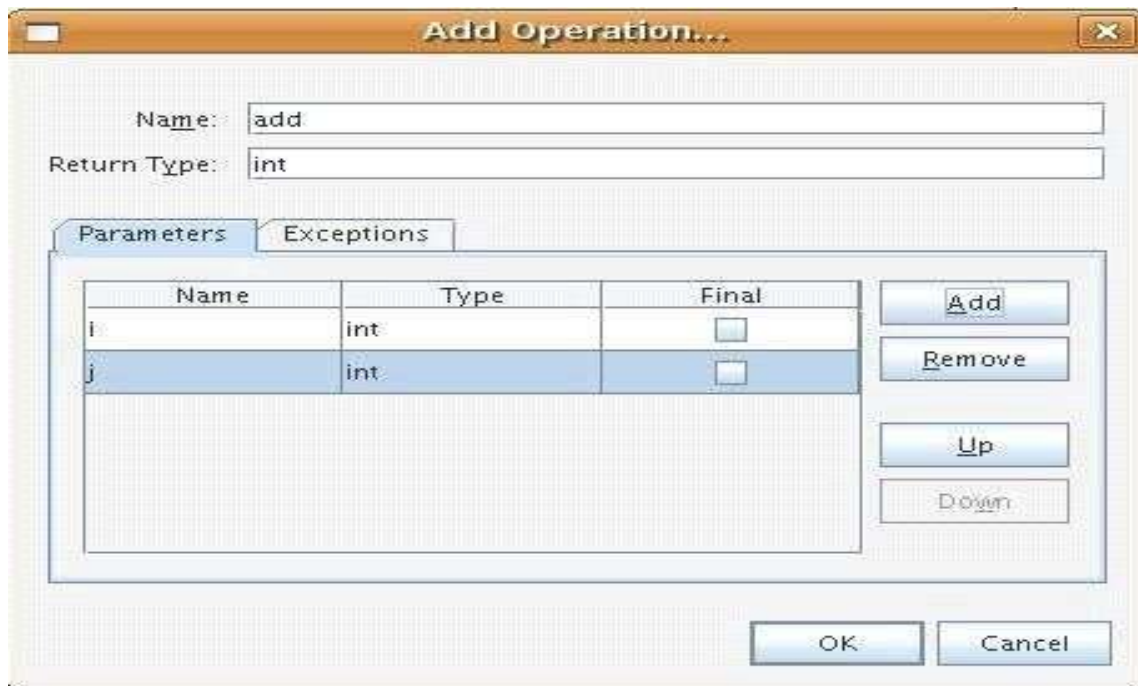 Add Operation...
Name: add
Return Type: int
Parameters Exceptions
Name Type Final
i int
j int
Add
Remove
Up
Down
OK Cancel